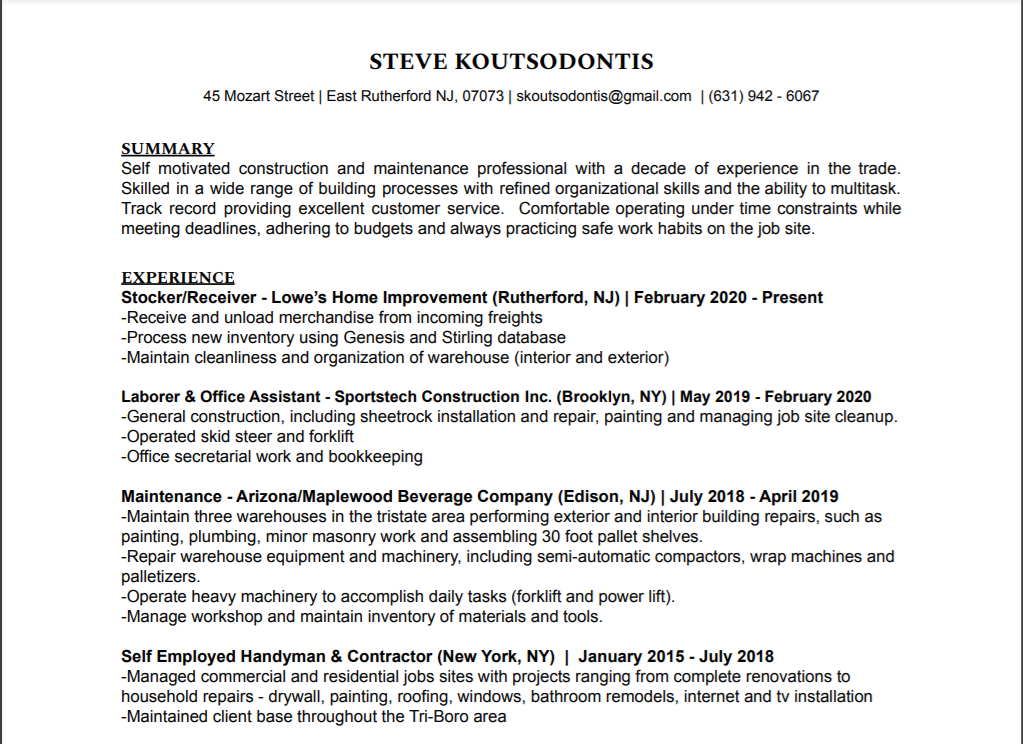 STEVE KOUTSODONTIS
45 Mozart Street | East Rutherford NJ, 07073 | skoutsodontis@gmail.com | (631) 942 - 6067
SUMMARY
Self motivated construction and maintenance professional with a decade of experience in the trade.
Skilled in a wide range of building processes with refined organizational skills and the ability to multitask.
Track record providing excellent customer service. Comfortable operating under time constraints while
meeting deadlines, adhering to budgets and always practicing safe work habits on the job site.
EXPERIENCE
Stocker/Receiver - Lowe’s Home Improvement (Rutherford, NJ) | February 2020 - Present
-Receive and unload merchandise from incoming freights
-Process new inventory using Genesis and Stirling database
-Maintain cleanliness and organization of warehouse (interior and exterior)
Laborer & Office Assistant - Sportstech Construction Inc. (Brooklyn, NY) | May 2019 - February 2020
-General construction, including sheetrock installation and repair, painting and managing job site cleanup.
-Operated skid steer and forklift
-Office secretarial work and bookkeeping
Maintenance - Arizona/Maplewood Beverage Company (Edison, NJ) | July 2018 - April 2019
-Maintain three warehouses in the tristate area performing exterior and interior building repairs, such as
painting, plumbing, minor masonry work and assembling 30 foot pallet shelves.
-Repair warehouse equipment and machinery, including semi-automatic compactors, wrap machines and
palletizers.
-Operate heavy machinery to accomplish daily tasks (forklift and power lift).
-Manage workshop and maintain inventory of materials and tools.
Self Employed Handyman & Contractor (New York, NY) | January 2015 - July 2018
-Managed commercial and residential jobs sites with projects ranging from complete renovations to
household repairs - drywall, painting, roofing, windows, bathroom remodels, internet and tv installation
-Maintained client base throughout the Tri-Boro area